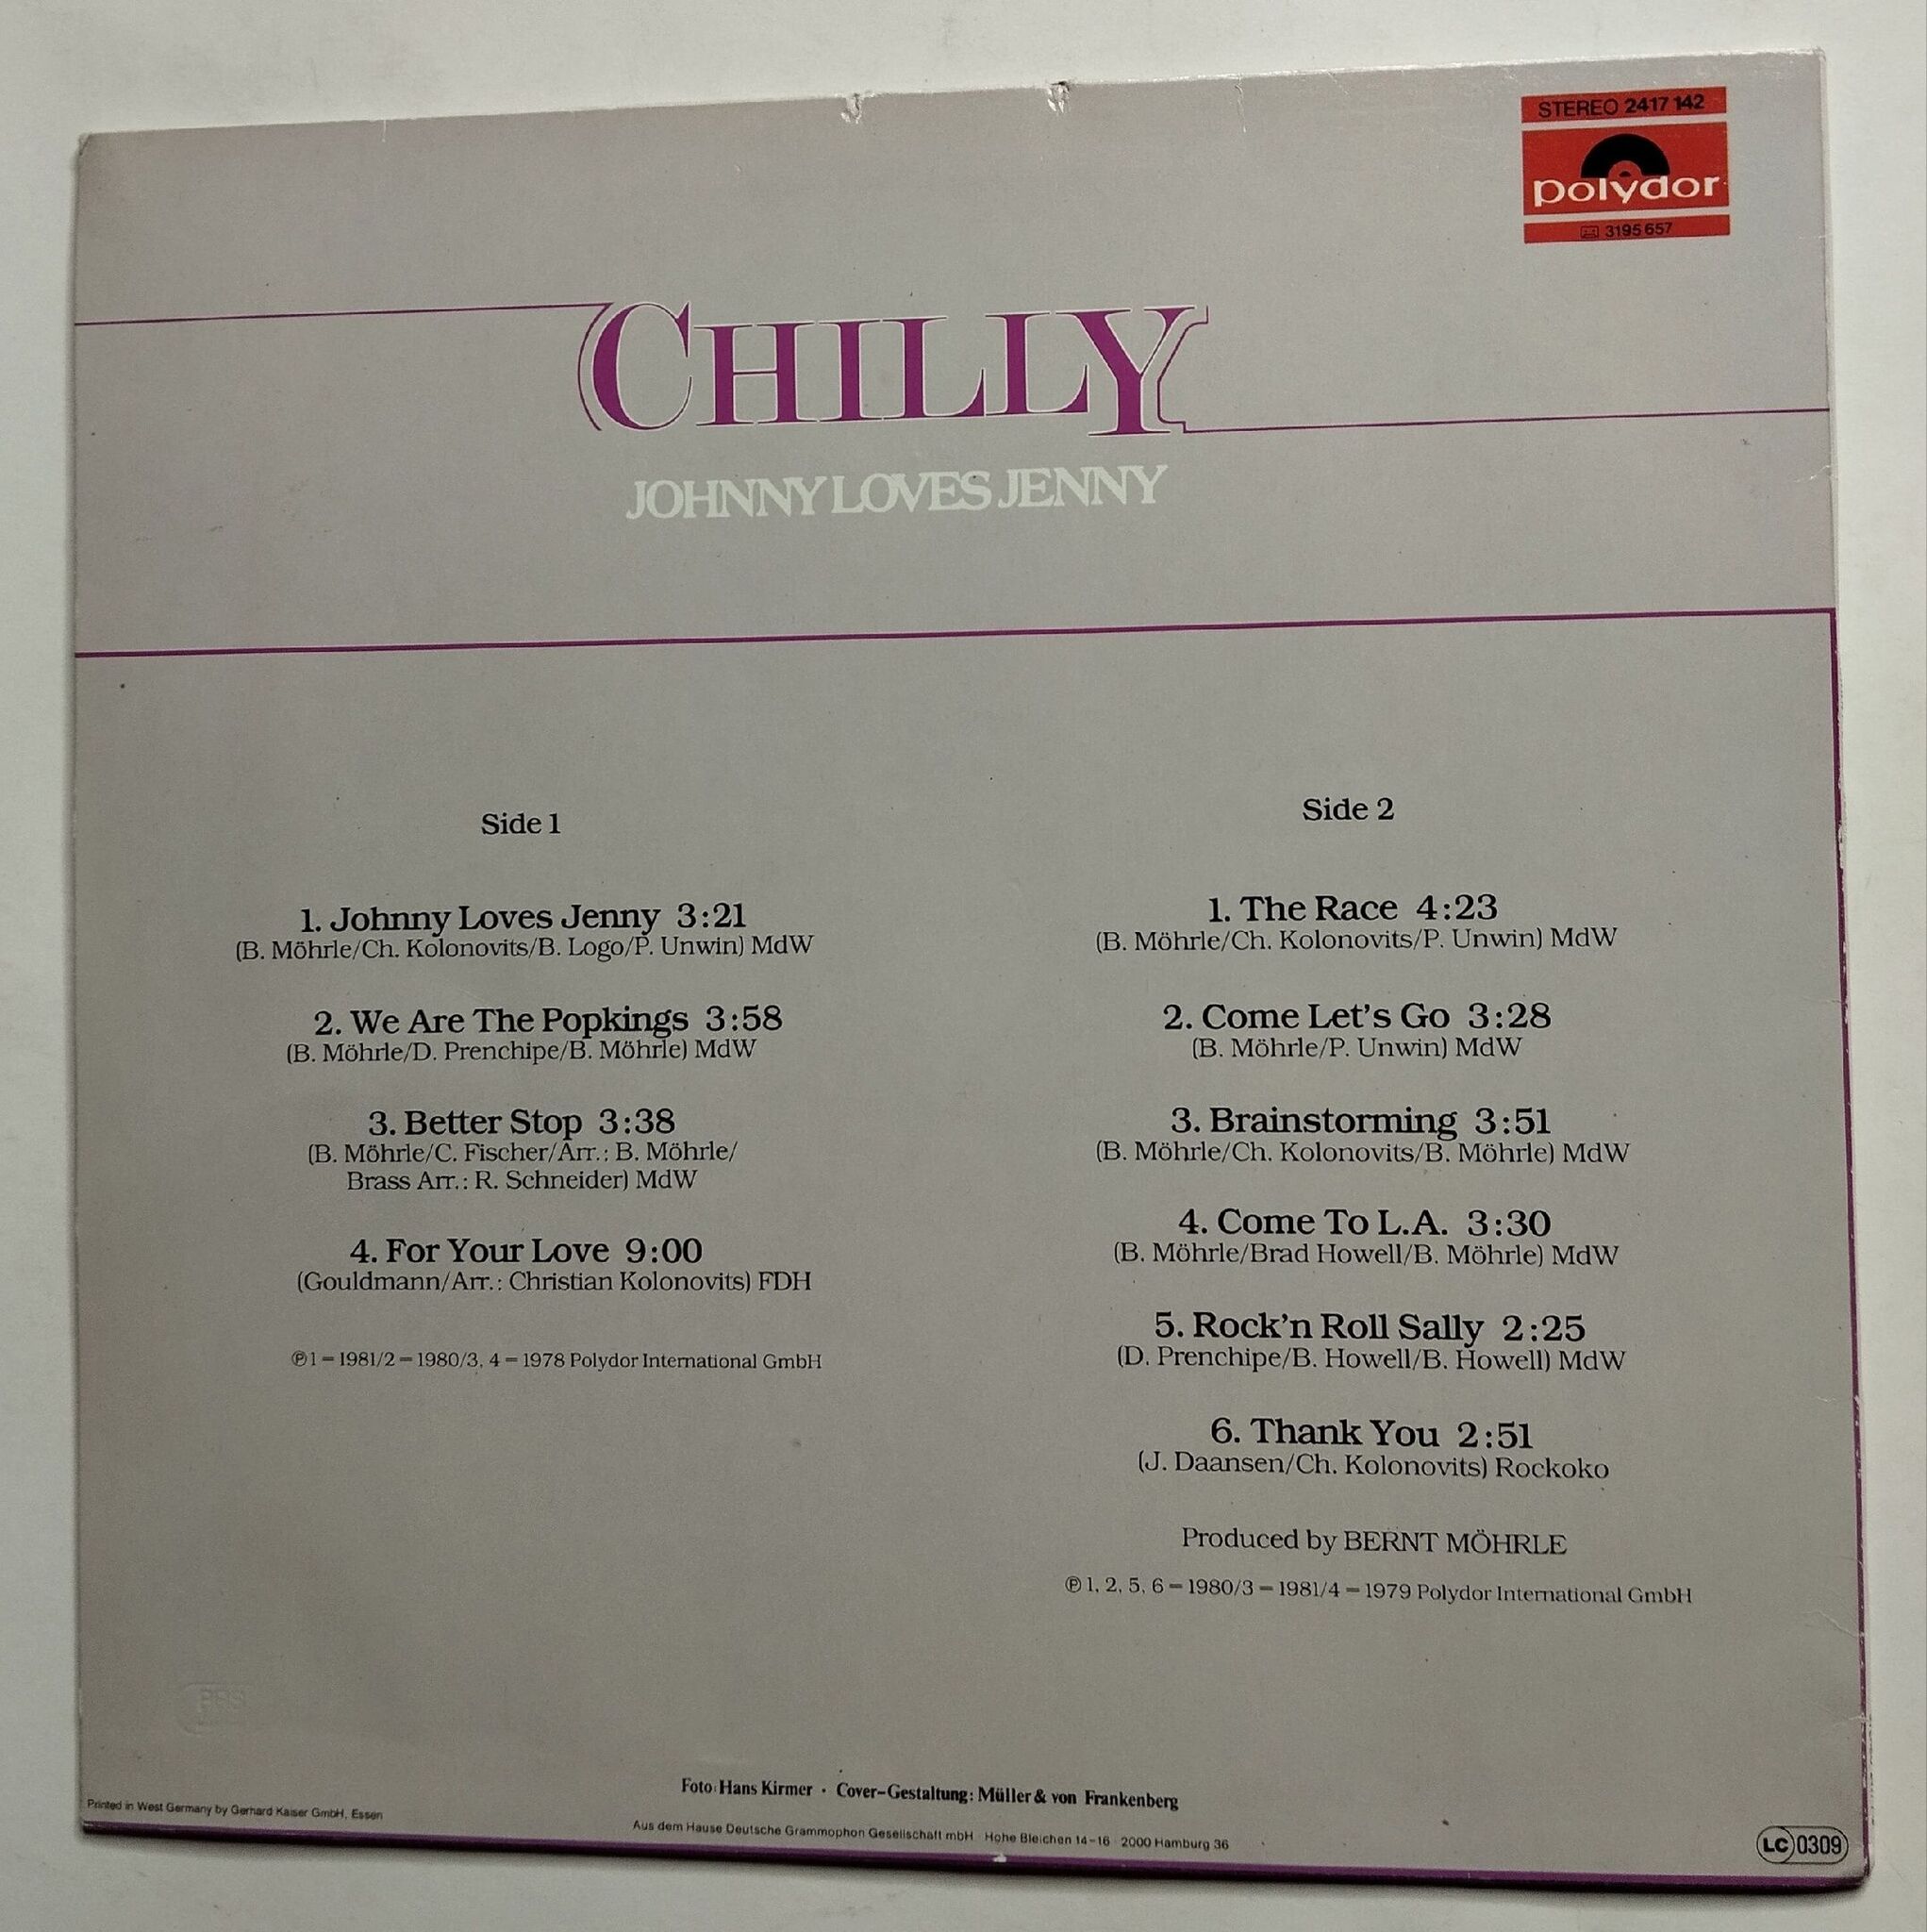 STEREO 2417 142
polydor
3195 657
CHILLY
JOHNNY LOVES JENNY
Side 1
1. Johnny Loves Jenny 3:21
(B. Möhrle/Ch. Kolonovits/B. Logo/P. Unwin) MdW
2. We Are The Popkings 3:58
(B. Möhrle/D. Prenchipe/B. Möhrle) MdW
3. Better Stop 3:38
(B. Möhrle/C. Fischer/Arr.: B. Möhrle/
Brass Arr.: R. Schneider) MdW
4. For Your Love 9:00
(Gouldmann/Arr.: Christian Kolonovits) FDH
℗ 1 – 1981/2 – 1980/3, 4 – 1978 Polydor International GmbH
Side 2
1. The Race 4:23
(B. Möhrle/Ch. Kolonovits/P. Unwin) MdW
2. Come Let's Go 3:28
(B. Möhrle/P. Unwin) MdW
3. Brainstorming 3:51
(B. Möhrle/Ch. Kolonovits/B. Möhrle) MdW
4. Come To L.A. 3:30
(B. Möhrle/Brad Howell/B. Möhrle) MdW
5. Rock'n Roll Sally 2:25
(D. Prenchipe/B. Howell/B. Howell) MdW
6. Thank You 2:51
(J. Daansen/Ch. Kolonovits) Rockoko
Produced by BERNT MÖHRLE
℗ 1, 2, 5, 6 – 1980/3 – 1981/4 – 1979 Polydor International GmbH
Foto: Hans Kirmer · Cover-Gestaltung: Müller & von Frankenberg
Printed in West Germany by Gerhard Kaiser GmbH, Essen
Aus dem Hause Deutsche Grammophon Gesellschaft mbH · Hohe Bleichen 14-16 · 2000 Hamburg 36
LC 0309